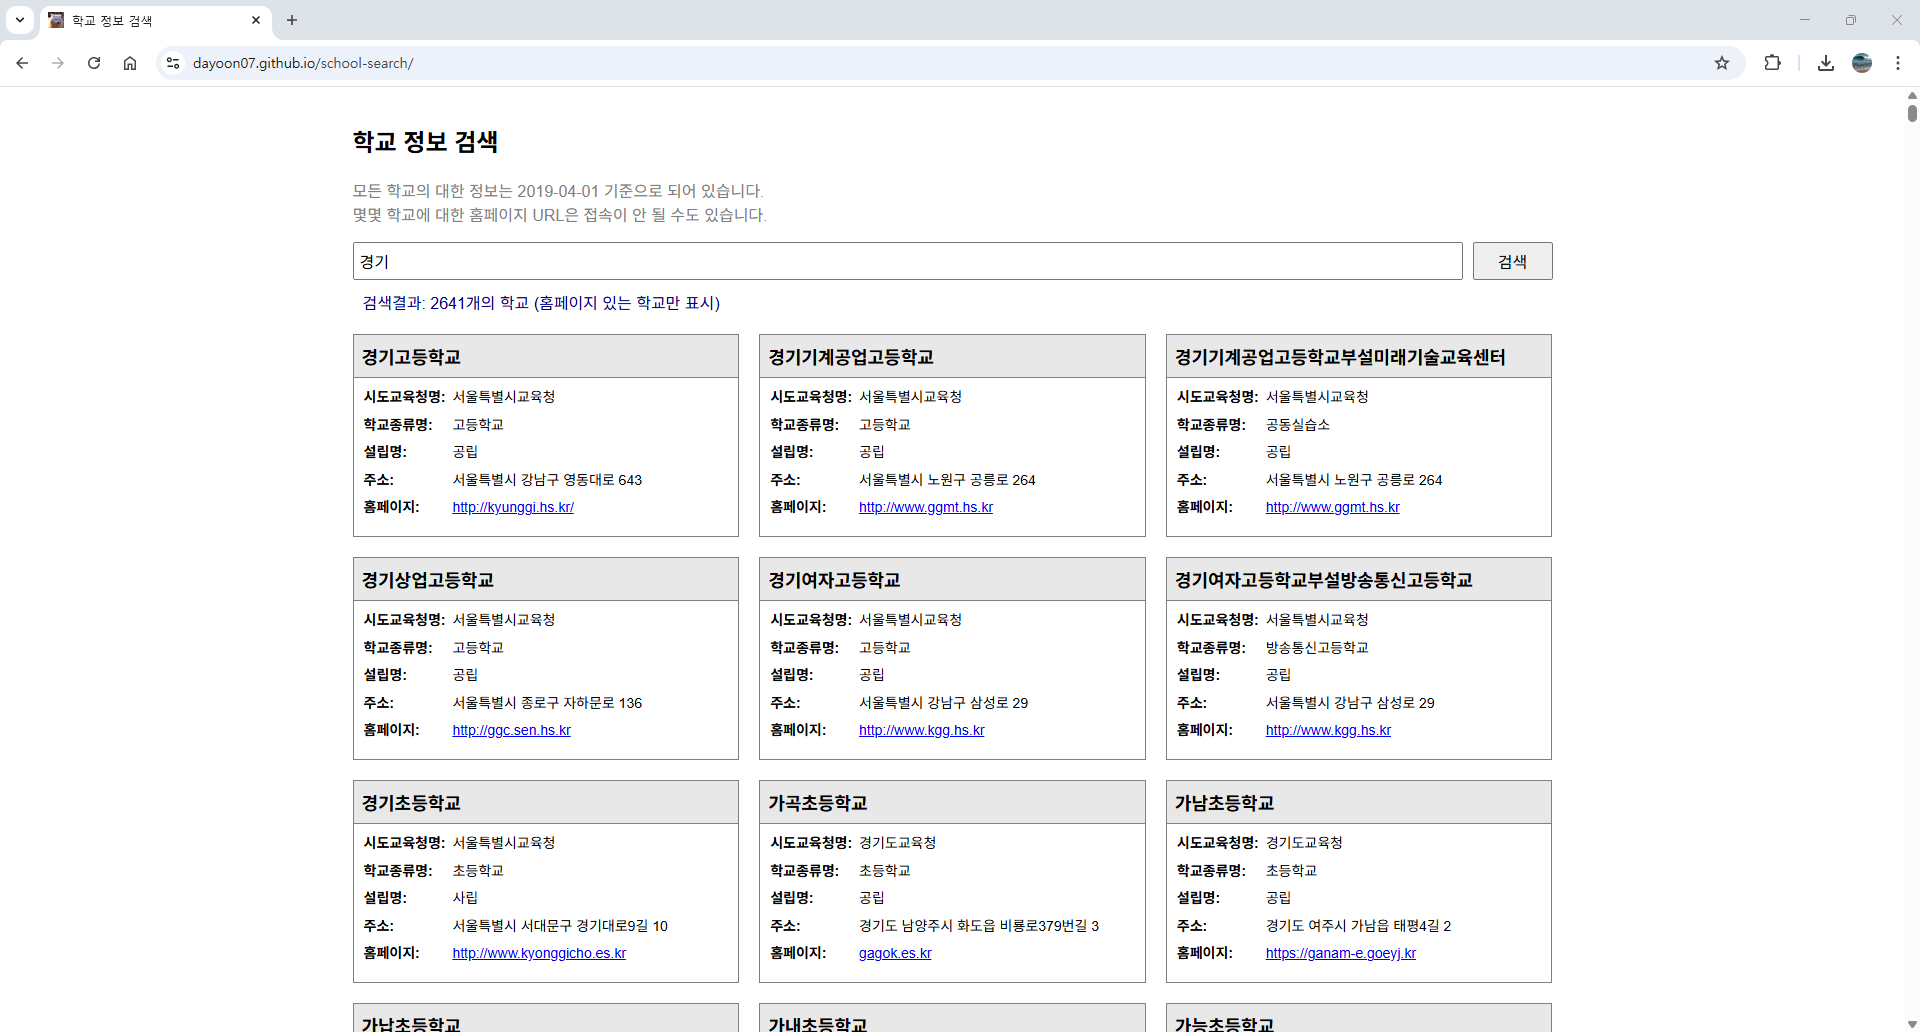 학교 정보 검색
dayoon07.github.io/school-search/
학교 정보 검색
모든 학교의 대한 정보는 2019-04-01 기준으로 되어 있습니다.
몇몇 학교에 대한 홈페이지 URL은 접속이 안 될 수도 있습니다.
경기
검색
검색결과: 2641개의 학교 (홈페이지 있는 학교만 표시)
경기고등학교
시도교육청명: 서울특별시교육청
학교종류명: 고등학교
설립명: 공립
주소: 서울특별시 강남구 영동대로 643
홈페이지: http://kyunggi.hs.kr/
경기기계공업고등학교
시도교육청명: 서울특별시교육청
학교종류명: 고등학교
설립명: 공립
주소: 서울특별시 노원구 공릉로 264
홈페이지: http://www.ggmt.hs.kr
경기기계공업고등학교부설미래기술교육센터
시도교육청명: 서울특별시교육청
학교종류명: 공동실습소
설립명: 공립
주소: 서울특별시 노원구 공릉로 264
홈페이지: http://www.ggmt.hs.kr
경기상업고등학교
시도교육청명: 서울특별시교육청
학교종류명: 고등학교
설립명: 공립
주소: 서울특별시 종로구 자하문로 136
홈페이지: http://ggc.sen.hs.kr
경기여자고등학교
시도교육청명: 서울특별시교육청
학교종류명: 고등학교
설립명: 공립
주소: 서울특별시 강남구 삼성로 29
홈페이지: http://www.kgg.hs.kr
경기여자고등학교부설방송통신고등학교
시도교육청명: 서울특별시교육청
학교종류명: 방송통신고등학교
설립명: 공립
주소: 서울특별시 강남구 삼성로 29
홈페이지: http://www.kgg.hs.kr
경기초등학교
시도교육청명: 서울특별시교육청
학교종류명: 초등학교
설립명: 사립
주소: 서울특별시 서대문구 경기대로9길 10
홈페이지: http://www.kyonggicho.es.kr
가곡초등학교
시도교육청명: 경기도교육청
학교종류명: 초등학교
설립명: 공립
주소: 경기도 남양주시 화도읍 비룡로379번길 3
홈페이지: gagok.es.kr
가남초등학교
시도교육청명: 경기도교육청
학교종류명: 초등학교
설립명: 공립
주소: 경기도 여주시 가남읍 태평4길 2
홈페이지: https://ganam-e.goeyj.kr
가납초등학교
가내초등학교
가능초등학교